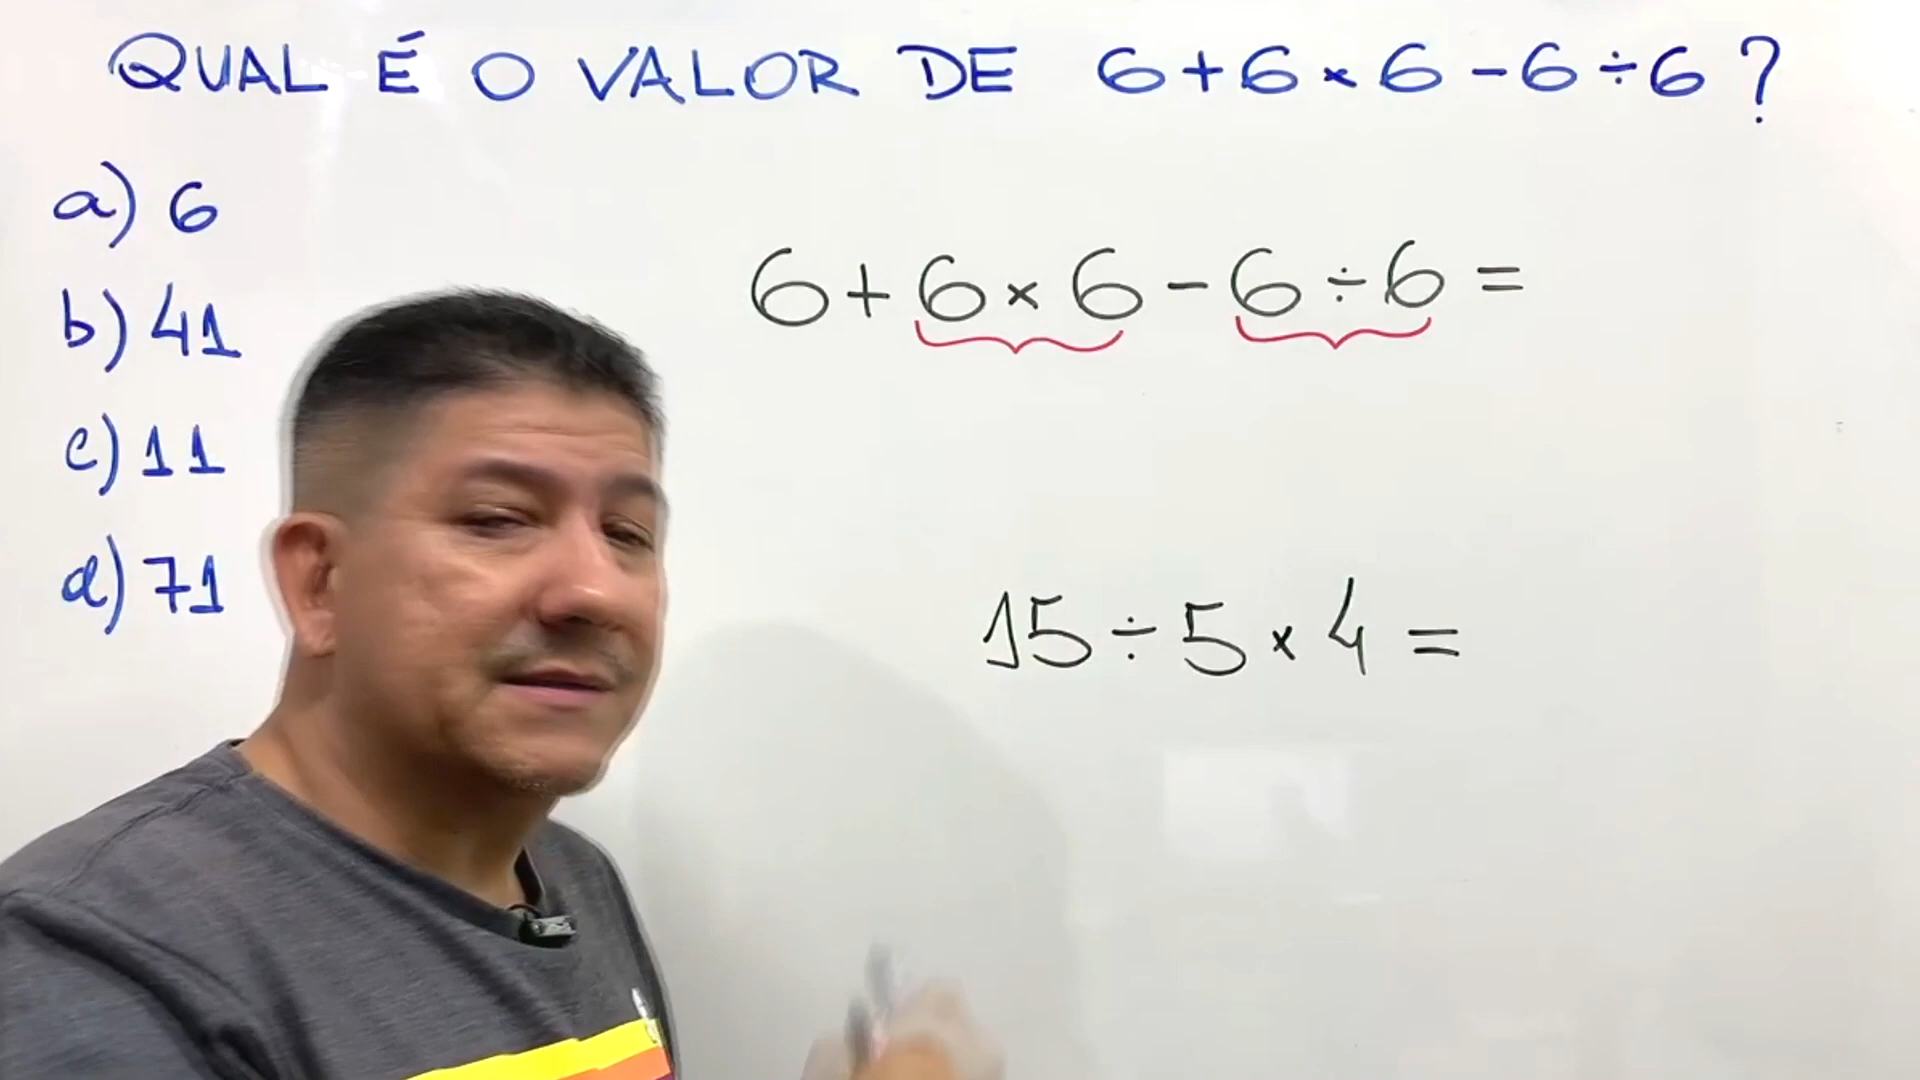 QUAL É O VALOR DE 6+6×6-6÷6?
a) 6
b) 41
c) 11
d) 71
6+6×6-6÷6=
15÷5×4=